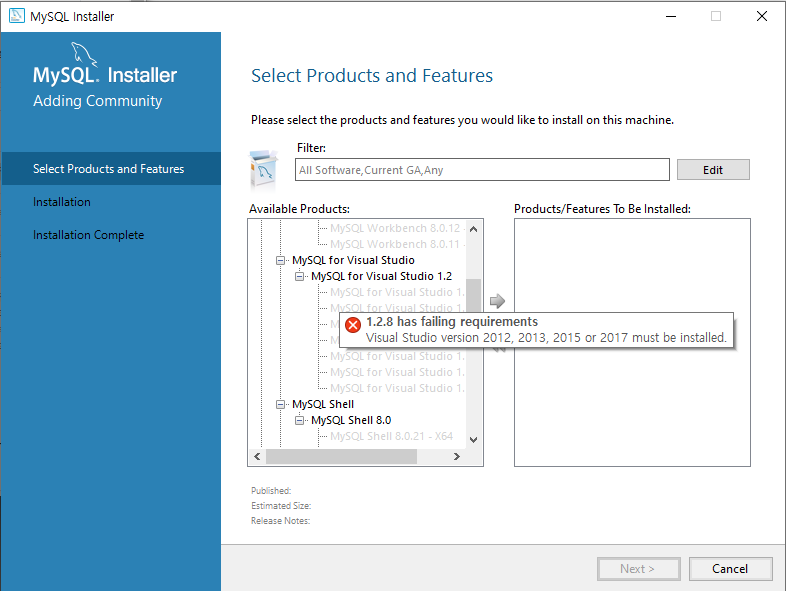 MySQL Installer
MySQL. Installer
Adding Community
Select Products and Features
Installation
Installation Complete
Select Products and Features
Please select the products and features you would like to install on this machine.
Filter:
All Software,Current GA,Any
Edit
Available Products:
MySQL Workbench 8.0.12
MySQL Workbench 8.0.11 -
MySQL for Visual Studio
MySQL for Visual Studio 1.2
MySQL for Visual Studio 1.
MySQL for Visual Studio 1.
1.2.8 has failing requirements
Visual Studio version 2012, 2013, 2015 or 2017 must be installed.
MySQL for Visual Studio 1.
MySQL for Visual Studio 1.
MySQL for Visual Studio 1.
MySQL Shell
MySQL Shell 8.0
MySQL Shell 8.0.21 - X64
Products/Features To Be Installed:
Published:
Estimated Size:
Release Notes:
Next >
Cancel